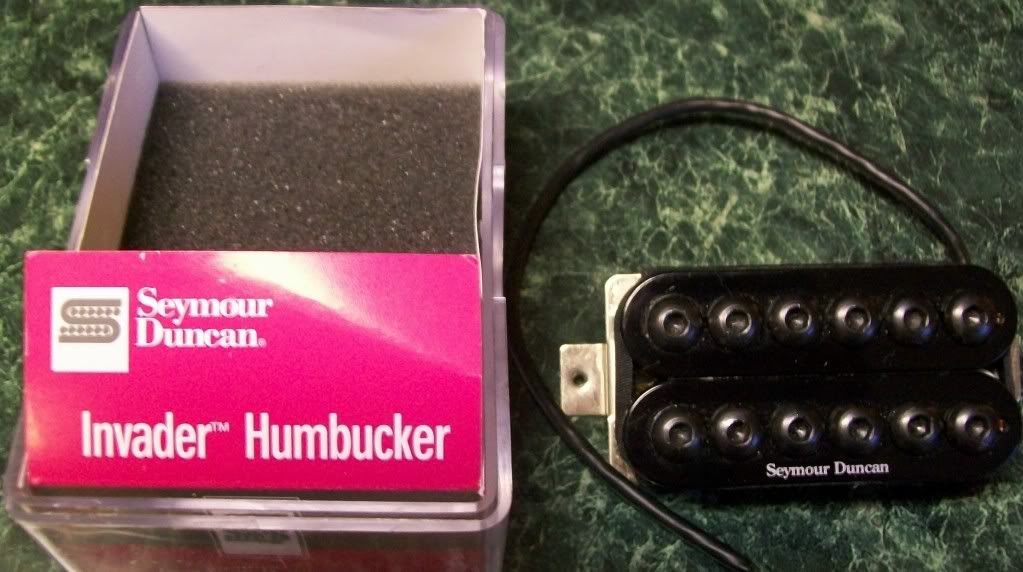 Seymour
Duncan®
Invader™ Humbucker
Seymour Duncan